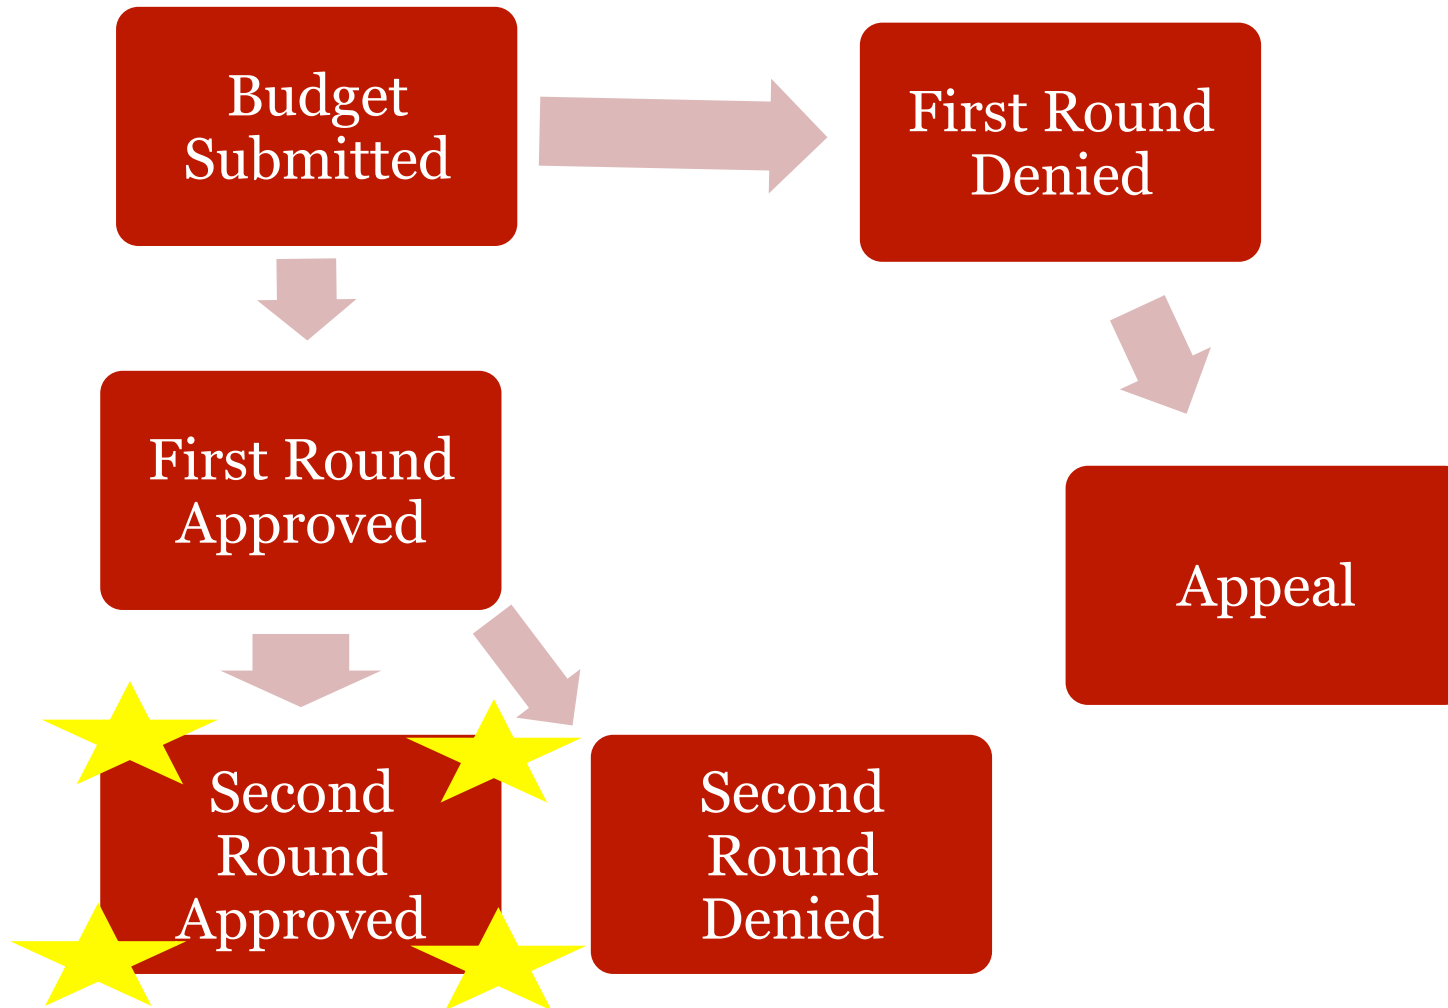 Budget
Submitted
First Round
Denied
First Round
Approved
Appeal
Second
Round
Approved
Second
Round
Denied